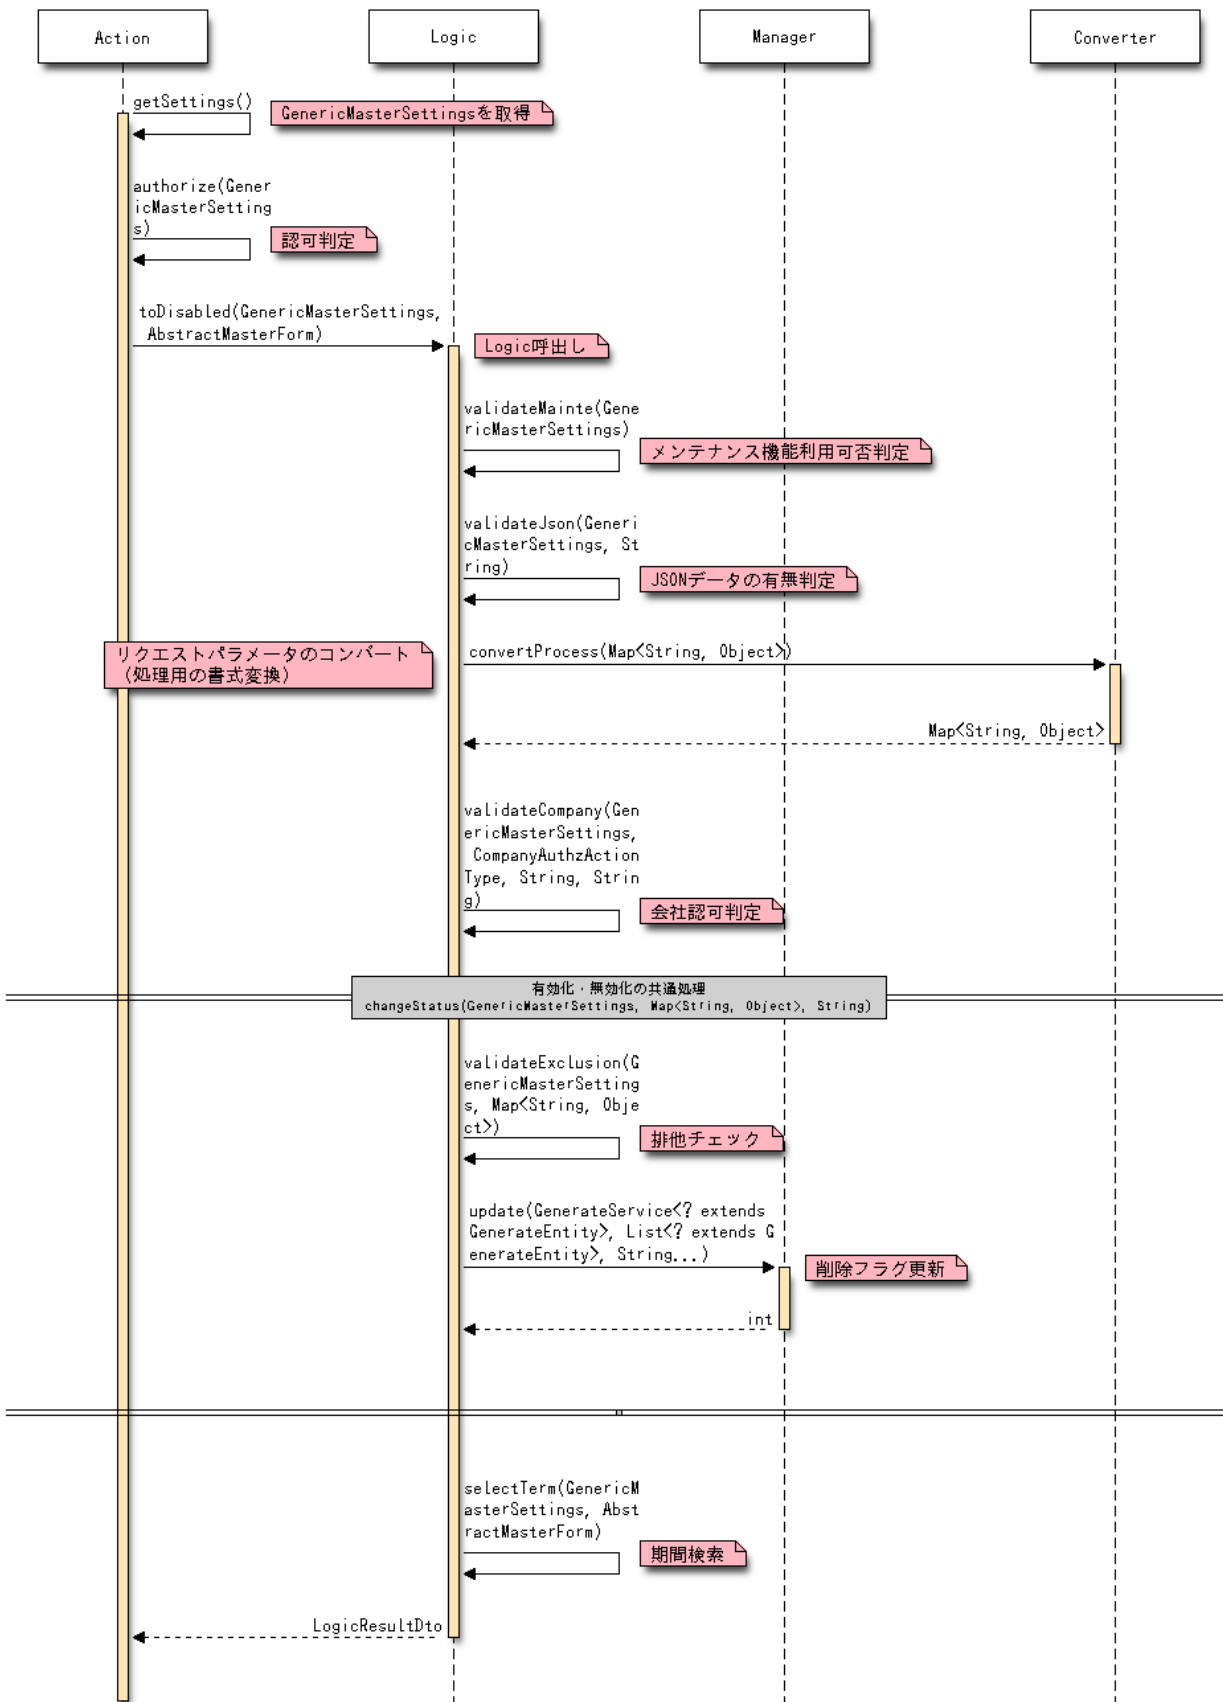 Action
Logic
Manager
Converter
getSettings()
GenericMasterSettingsを取得
authorize(Gener
icMasterSetting
s)
認可判定
toDisabled(GenericMasterSettings,
AbstractMasterForm)
Logic呼出し
validateMainte(Gene
ricMasterSettings)
メンテナンス機能利用可否判定
validateJson(Generi
cMasterSettings, St
ring)
JSONデータの有無判定
リクエストパラメータのコンバート
（処理用の書式変換）
convertProcess(Map<String, Object>)
Map<String, Object>
validateCompany(Gen
ericMasterSettings,
CompanyAuthzAction
Type, String, Strin
g)
会社認可判定
有効化・無効化の共通処理
changeStatus(GenericMasterSettings, Map<String, Object>, String)
validateExclusion(G
enericMasterSetting
s, Map<String, Obje
ct>)
排他チェック
update(GenerateService<? extends
GenerateEntity>, List<? extends G
enerateEntity>, String...)
削除フラグ更新
int
selectTerm(GenericM
asterSettings, Abst
ractMasterForm)
期間検索
LogicResultDto